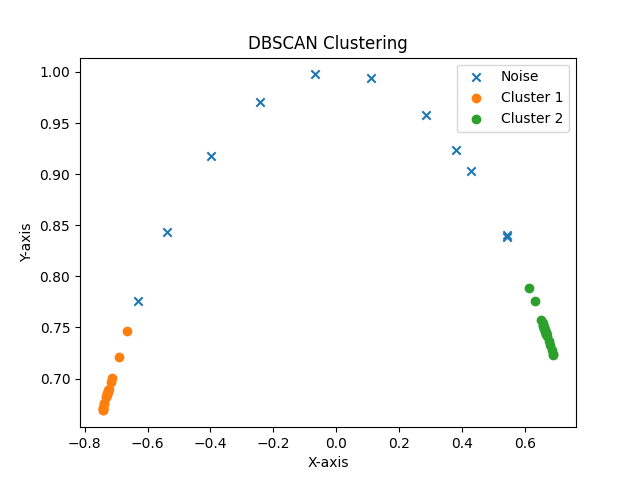 DBSCAN Clustering
Noise
Cluster 1
Cluster 2
1.00
0.95
0.90
0.85
0.80
0.75
0.70
Y-axis
−0.8 −0.6 −0.4 −0.2 0.0 0.2 0.4 0.6
X-axis